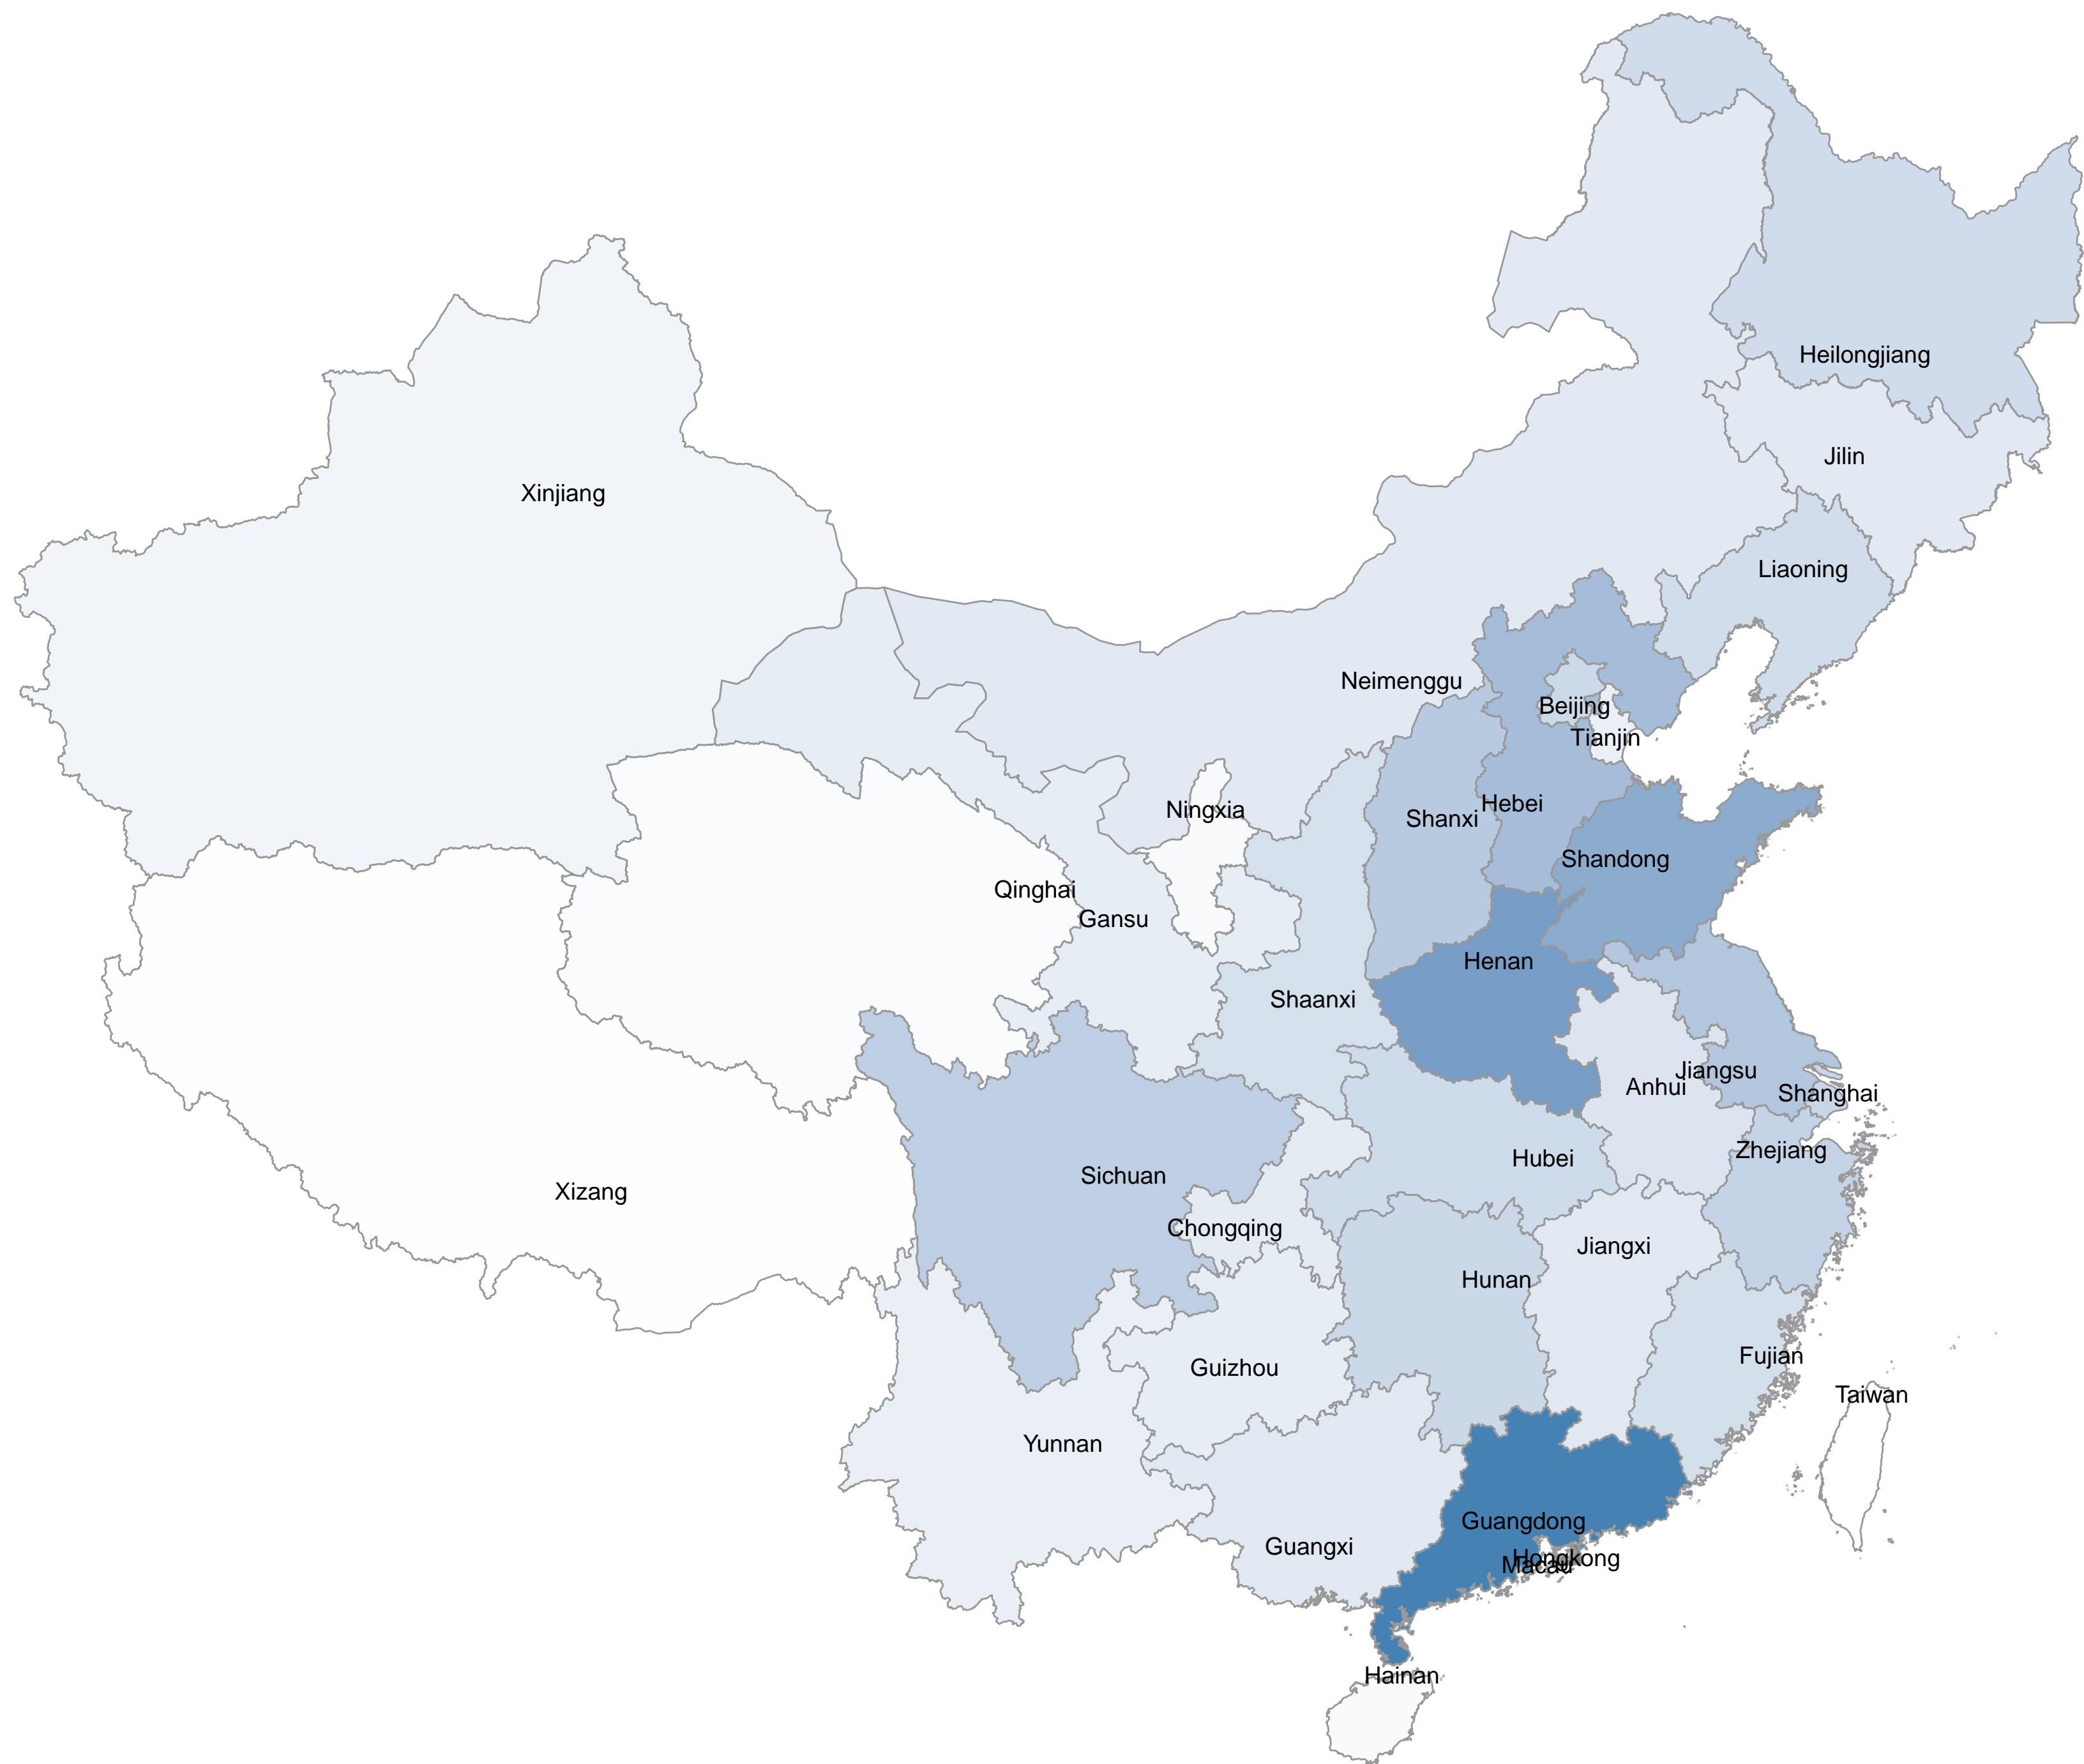 Heilongjiang
Jilin
Xinjiang
Liaoning
Neimenggu
Beijing
Tianjin
Hebei
Ningxia
Shanxi
Shandong
Qinghai
Gansu
Henan
Shaanxi
Jiangsu
Anhui
Shanghai
Zhejiang
Hubei
Sichuan
Xizang
Chongqing
Jiangxi
Hunan
Fujian
Guizhou
Taiwan
Yunnan
Guangdong
Guangxi
Hongkong
Macau
Hainan